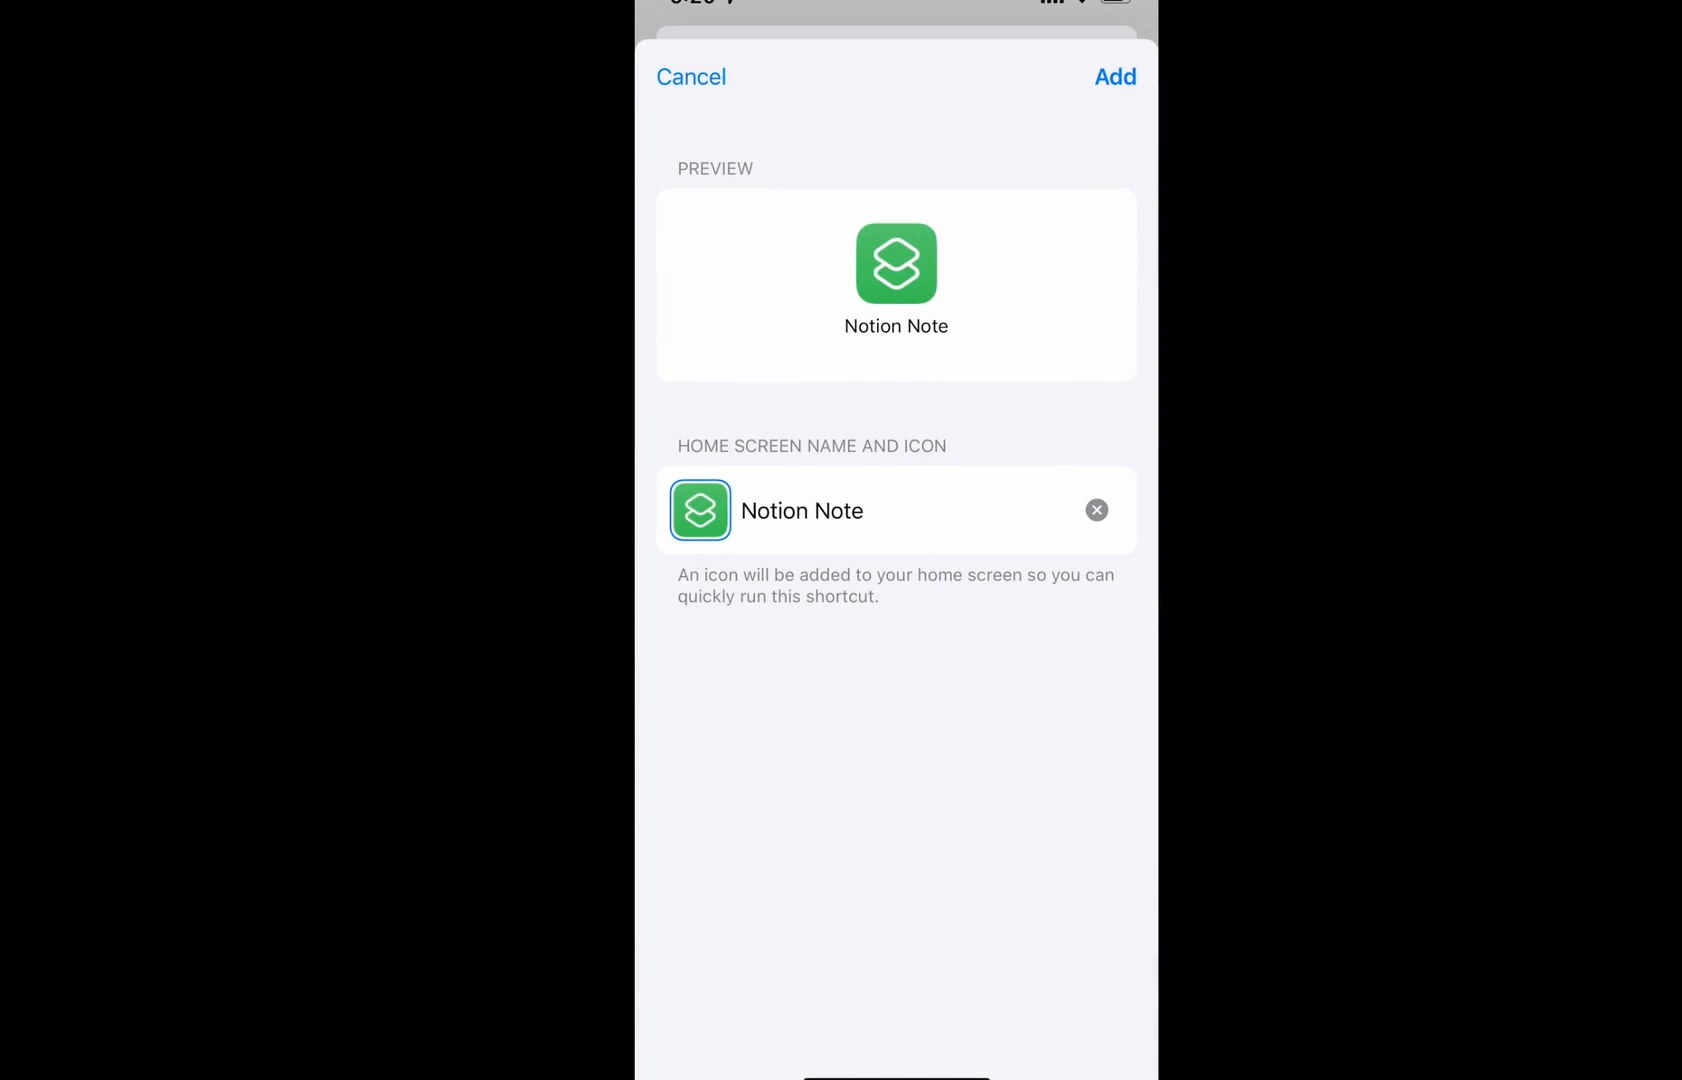 Cancel
Add
PREVIEW
Notion Note
HOME SCREEN NAME AND ICON
Notion Note
An icon will be added to your home screen so you can
quickly run this shortcut.